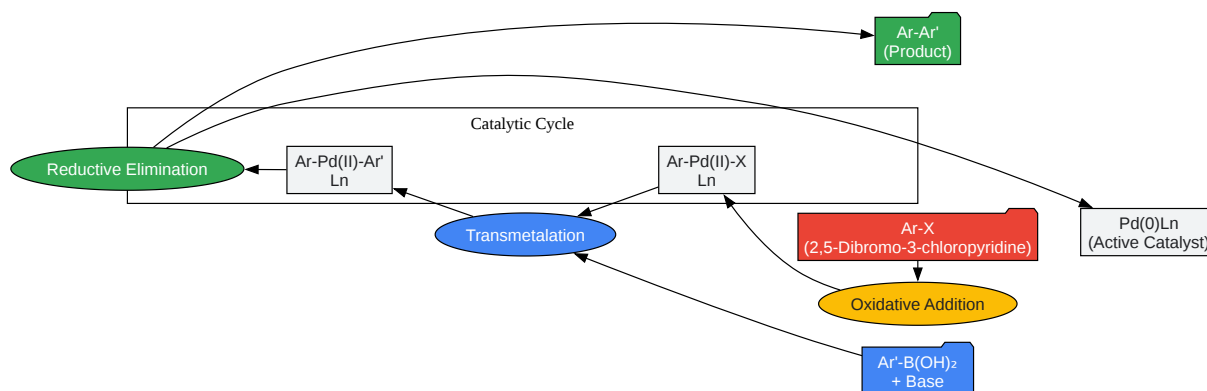 Ar-Ar'
(Product)
Catalytic Cycle
Reductive Elimination
Ar-Pd(II)-Ar'
Ln
Ar-Pd(II)-X
Ln
Transmetalation
Ar-X
(2,5-Dibromo-3-chloropyridine)
Pd(0)Ln
(Active Catalyst)
Oxidative Addition
Ar'-B(OH)₂
+ Base